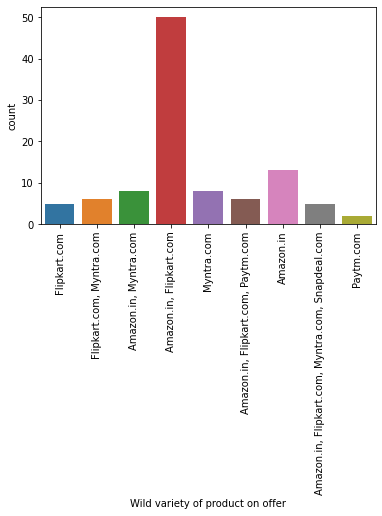 50
40
30
20
10
0
count
Flipkart.com
Flipkart.com, Myntra.com
Amazon.in, Myntra.com
Amazon.in, Flipkart.com
Myntra.com
Amazon.in, Flipkart.com, Paytm.com
Amazon.in
Amazon.in, Flipkart.com, Myntra.com, Snapdeal.com
Paytm.com
Wild variety of product on offer